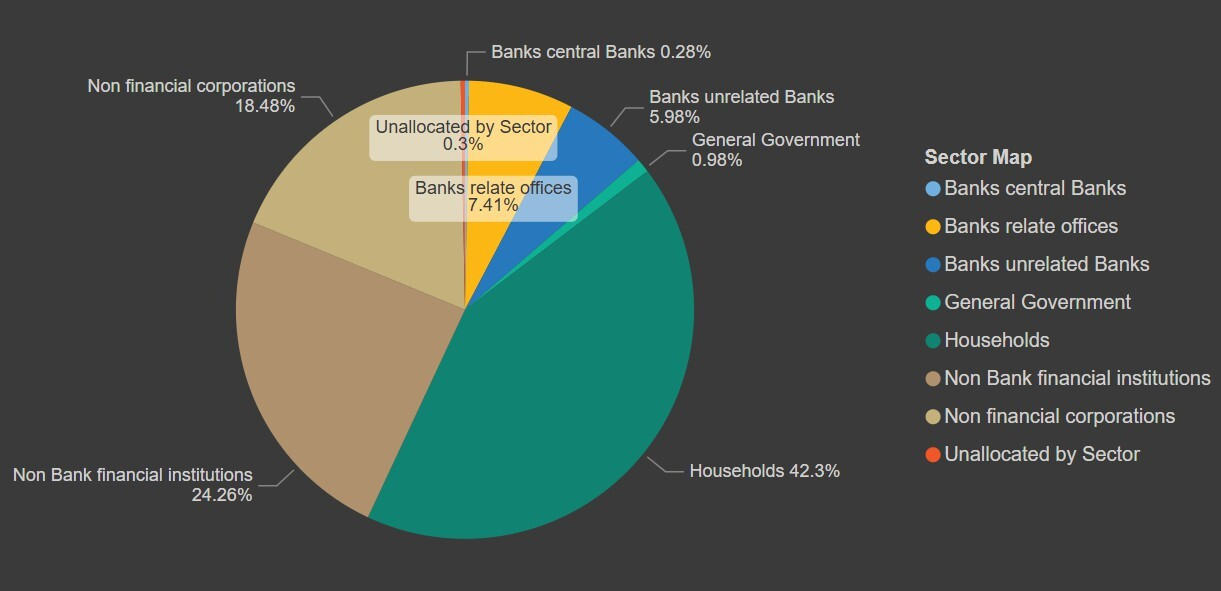 Banks central Banks 0.28%
Non financial corporations
18.48%
Banks unrelated Banks
5.98%
Unallocated by Sector
0.3%
General Government
0.98%
Banks relate offices
7.41%
Households 42.3%
Non Bank financial institutions
24.26%
Sector Map
Banks central Banks
Banks relate offices
Banks unrelated Banks
General Government
Households
Non Bank financial institutions
Non financial corporations
Unallocated by Sector